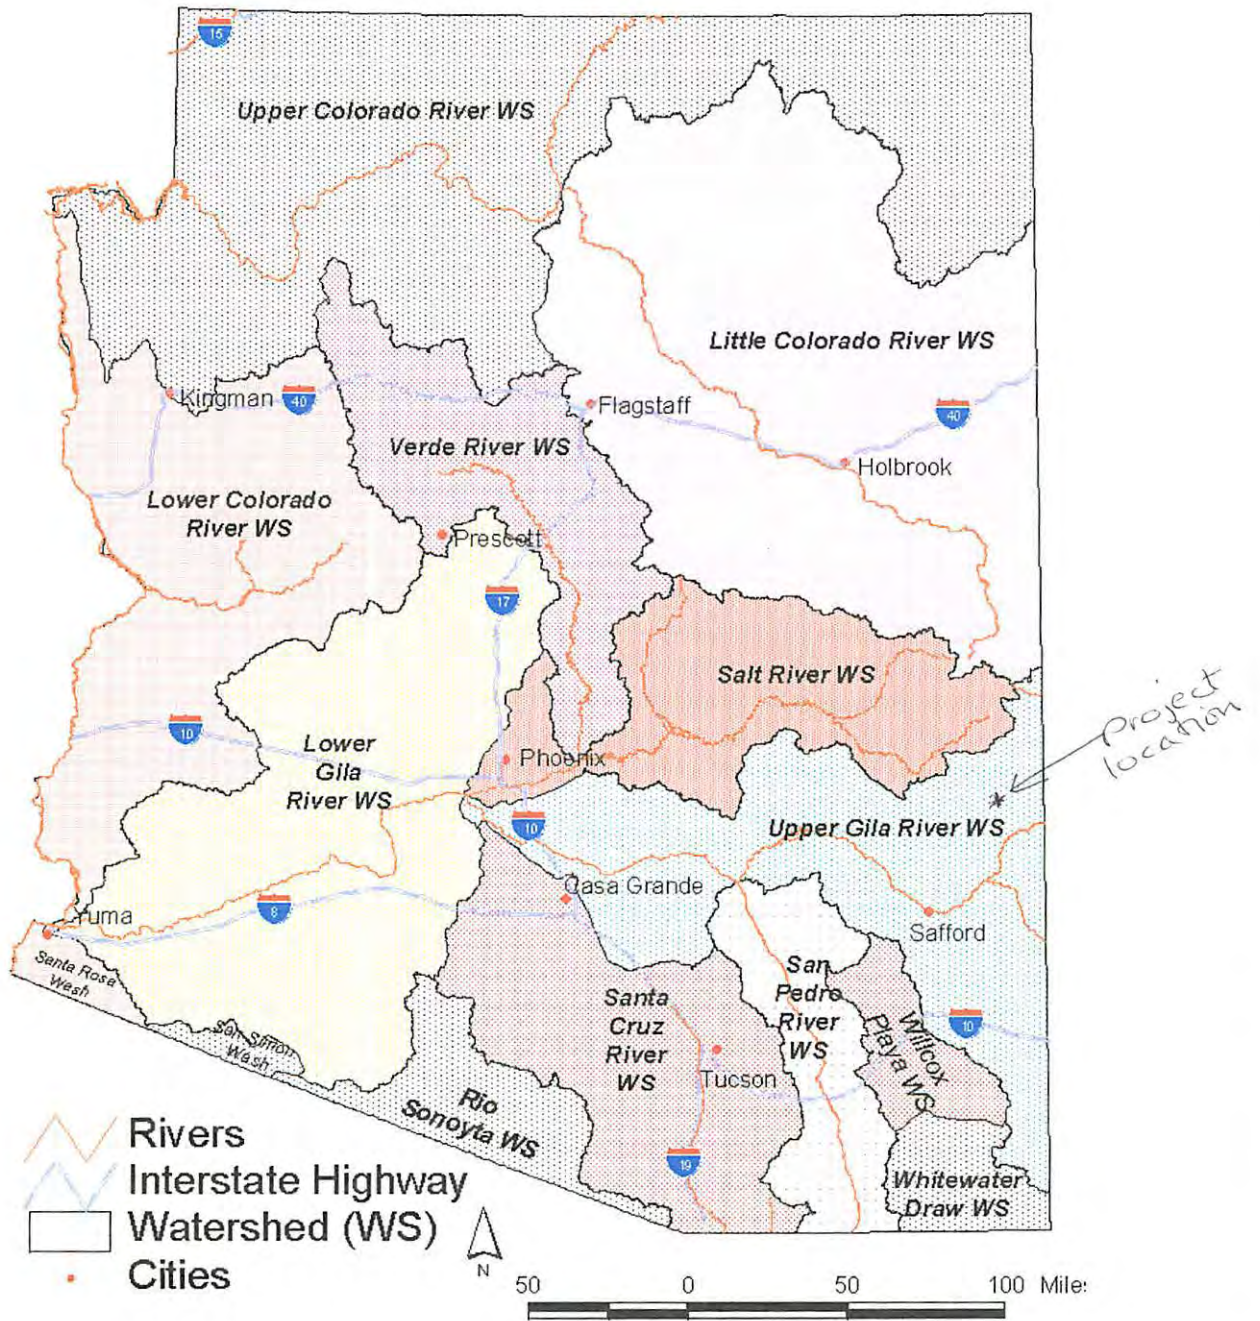 15
Upper Colorado River WS
Little Colorado River WS
Kingman
40
Flagstaff
40
Verde River WS
Holbrook
Lower Colorado
River WS
Prescott
17
Salt River WS
project
location
10
Lower
Gila
River WS
Phoenix
10
Upper Gila River WS
Casa Grande
Yuma
8
Safford
Santa Rosa
Wash
San Simon
Wash
Santa
Cruz
River
WS
San
Pedro
River
WS
Willcox
Playa WS
10
Tucson
Rio
Sonoyta WS
19
Whitewater
Draw WS
Rivers
Interstate Highway
Watershed (WS)
Cities
N
50 0 50 100 Mile: